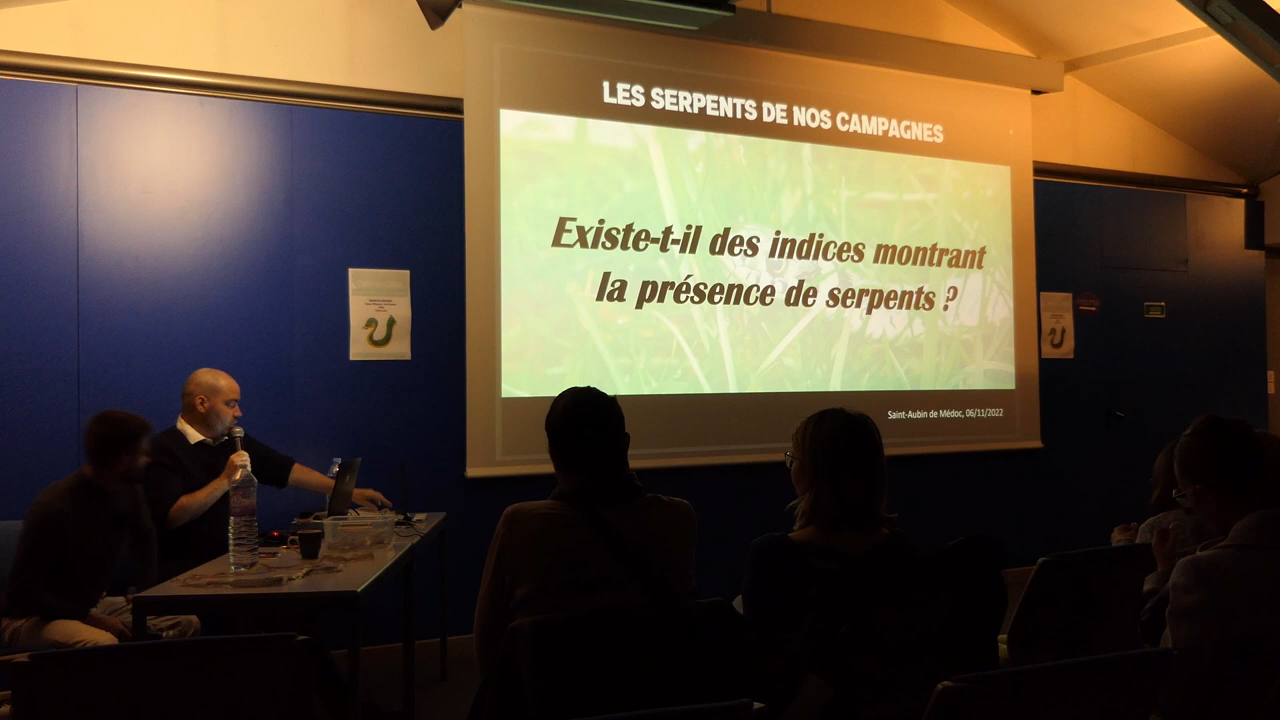 LES SERPENTS DE NOS CAMPAGNES
Existe-t-il des indices montrant
la présence de serpents ?
Saint-Aubin de Médoc, 06/11/2022